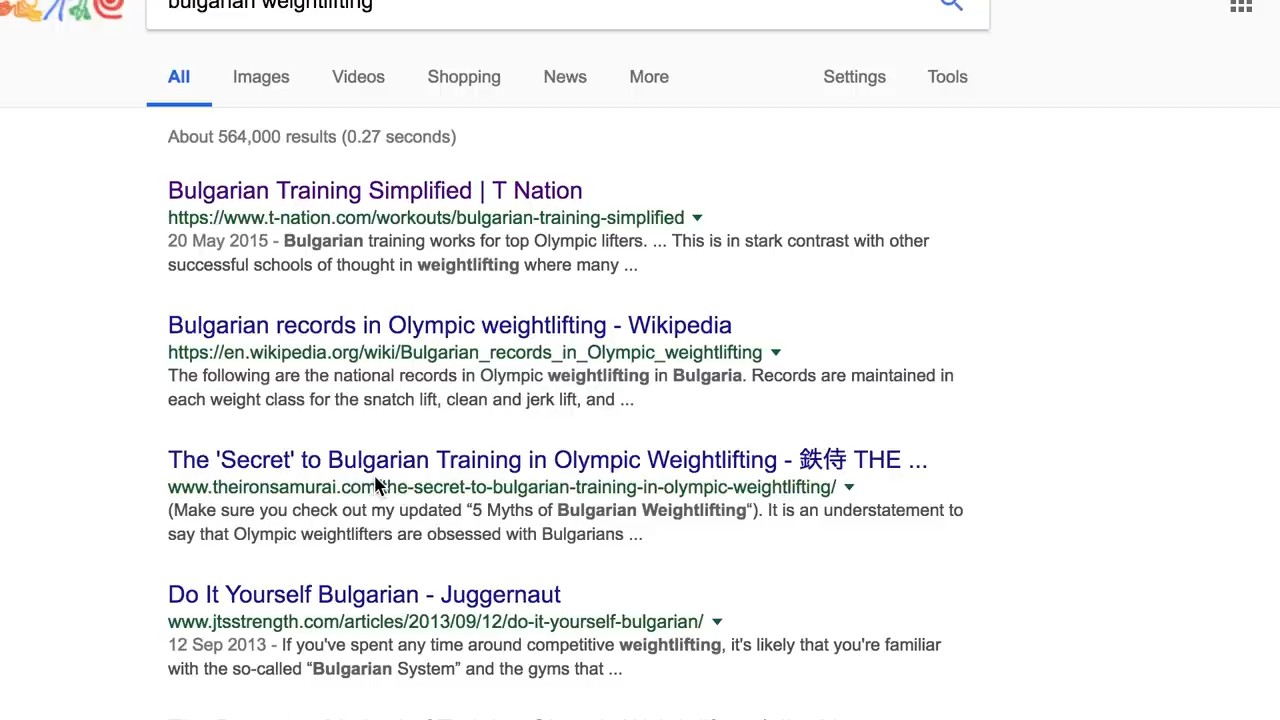 bulgarian weightlifting
All Images Videos Shopping News More Settings Tools
About 564,000 results (0.27 seconds)
Bulgarian Training Simplified | T Nation
https://www.t-nation.com/workouts/bulgarian-training-simplified
20 May 2015 - Bulgarian training works for top Olympic lifters. ... This is in stark contrast with other
successful schools of thought in weightlifting where many ...
Bulgarian records in Olympic weightlifting - Wikipedia
https://en.wikipedia.org/wiki/Bulgarian_records_in_Olympic_weightlifting
The following are the national records in Olympic weightlifting in Bulgaria. Records are maintained in
each weight class for the snatch lift, clean and jerk lift, and ...
The 'Secret' to Bulgarian Training in Olympic Weightlifting - 鉄侍 THE ...
www.theironsamurai.com/the-secret-to-bulgarian-training-in-olympic-weightlifting/
(Make sure you check out my updated “5 Myths of Bulgarian Weightlifting“). It is an understatement to
say that Olympic weightlifters are obsessed with Bulgarians ...
Do It Yourself Bulgarian - Juggernaut
www.jtsstrength.com/articles/2013/09/12/do-it-yourself-bulgarian/
12 Sep 2013 - If you've spent any time around competitive weightlifting, it's likely that you're familiar
with the so-called “Bulgarian System” and the gyms that ...